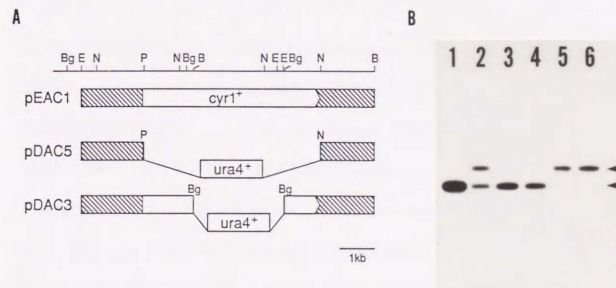 A
Bg E N P N Bg B N E E Bg N B
pEAC1 cyr1+
P N
pDAC5 ura4+
Bg Bg
pDAC3 ura4+
1kb
B
1 2 3 4 5 6